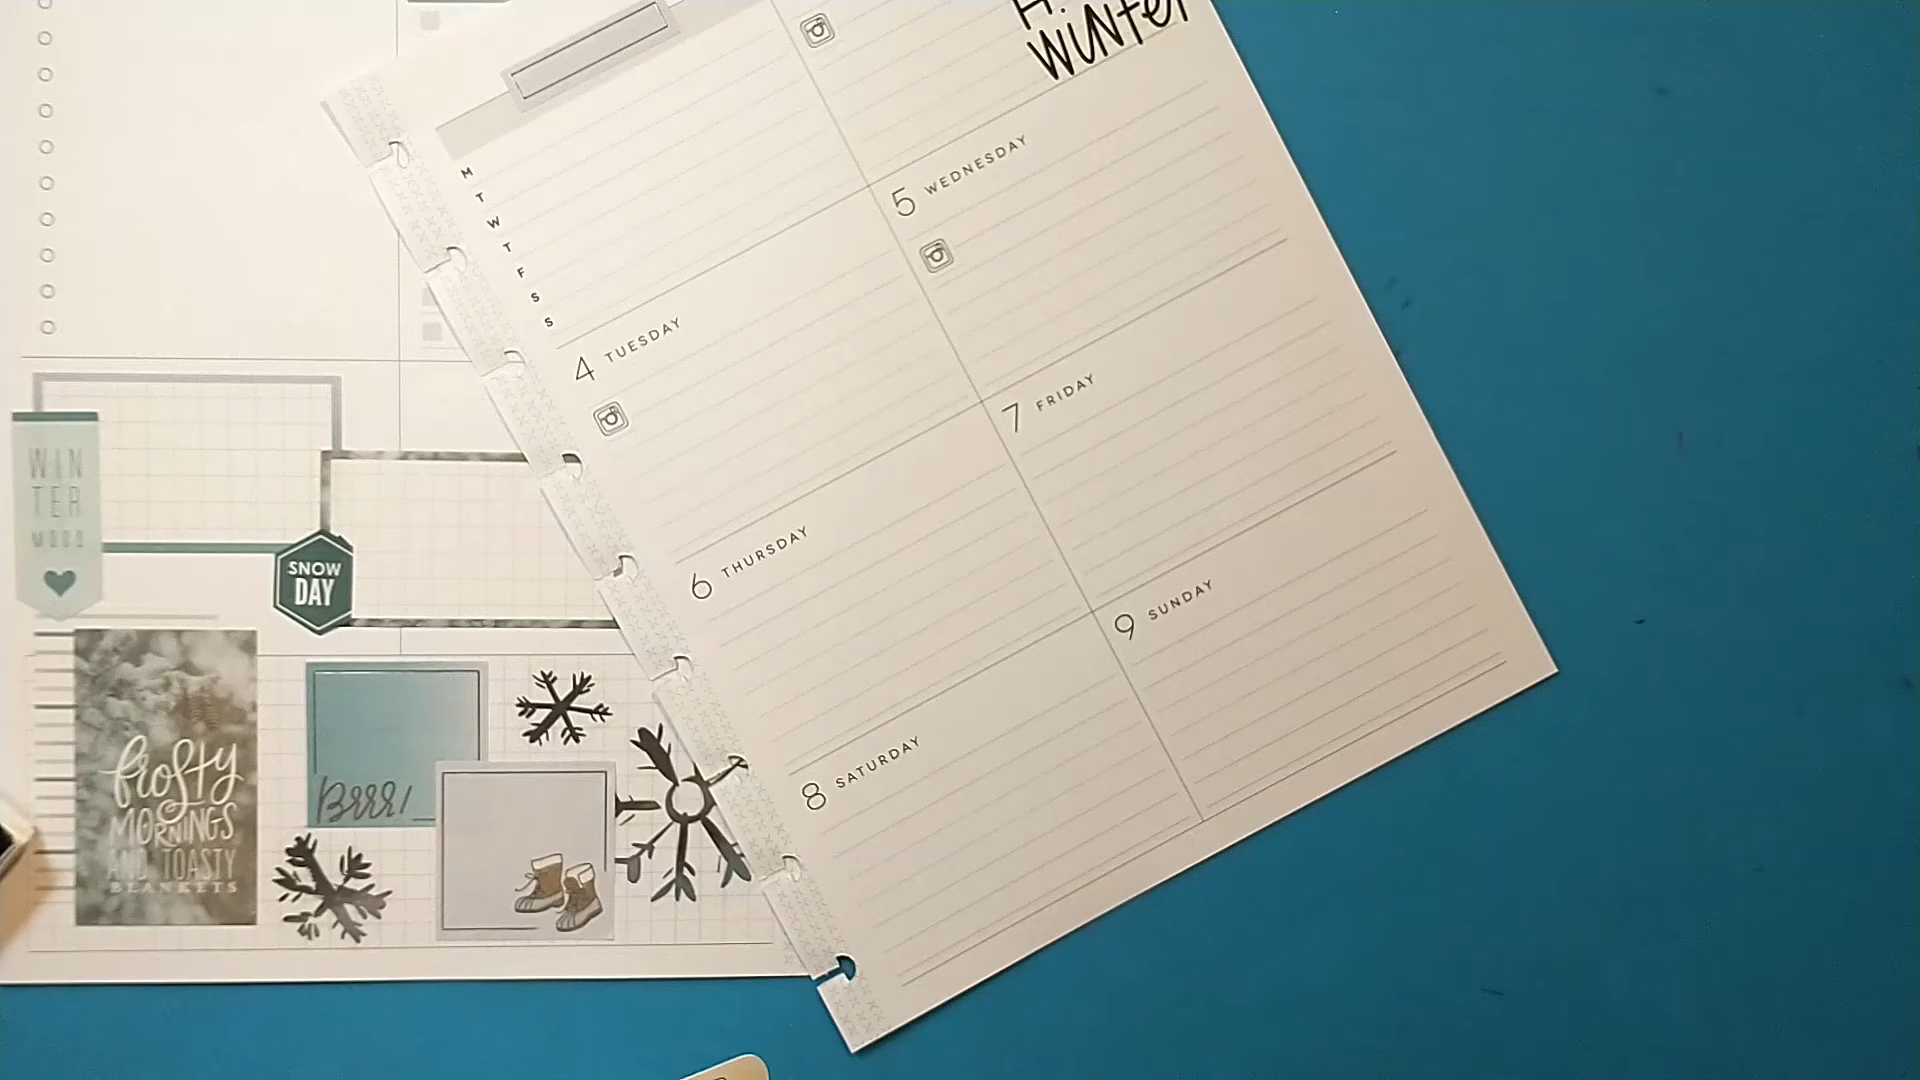 WINTER
M
T
W
T
F
S
S
5 WEDNESDAY
4 TUESDAY
7 FRIDAY
6 THURSDAY
9 SUNDAY
8 SATURDAY
WIN
TER
MOOD
SNOW
DAY
frosty
MORNINGS
AND TOASTY
BLANKETS
Brrr!